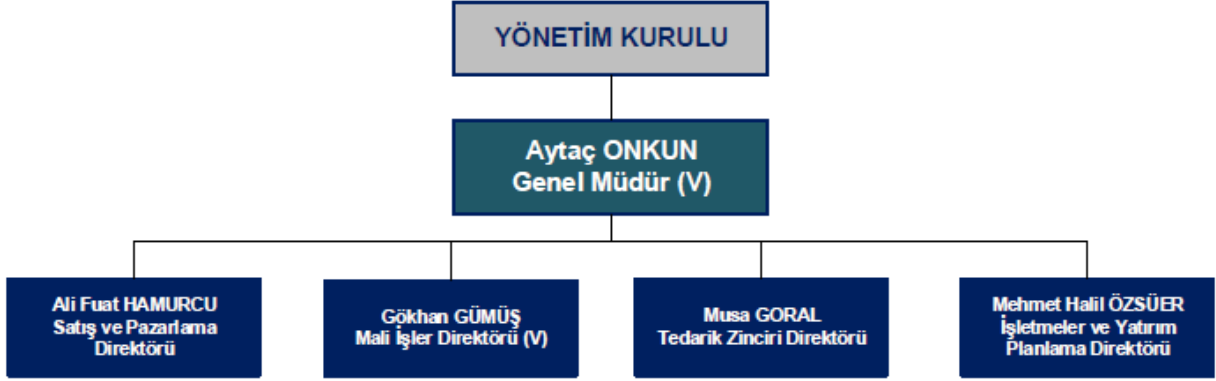 YÖNETİM KURULU
Aytaç ONKUN
Genel Müdür (V)
Ali Fuat HAMURCU
Satış ve Pazarlama
Direktörü
Gökhan GÜMÜŞ
Mali İşler Direktörü (V)
Musa GORAL
Tedarik Zinciri Direktörü
Mehmet Halil ÖZSÜER
İşletmeler ve Yatırım
Planlama Direktörü